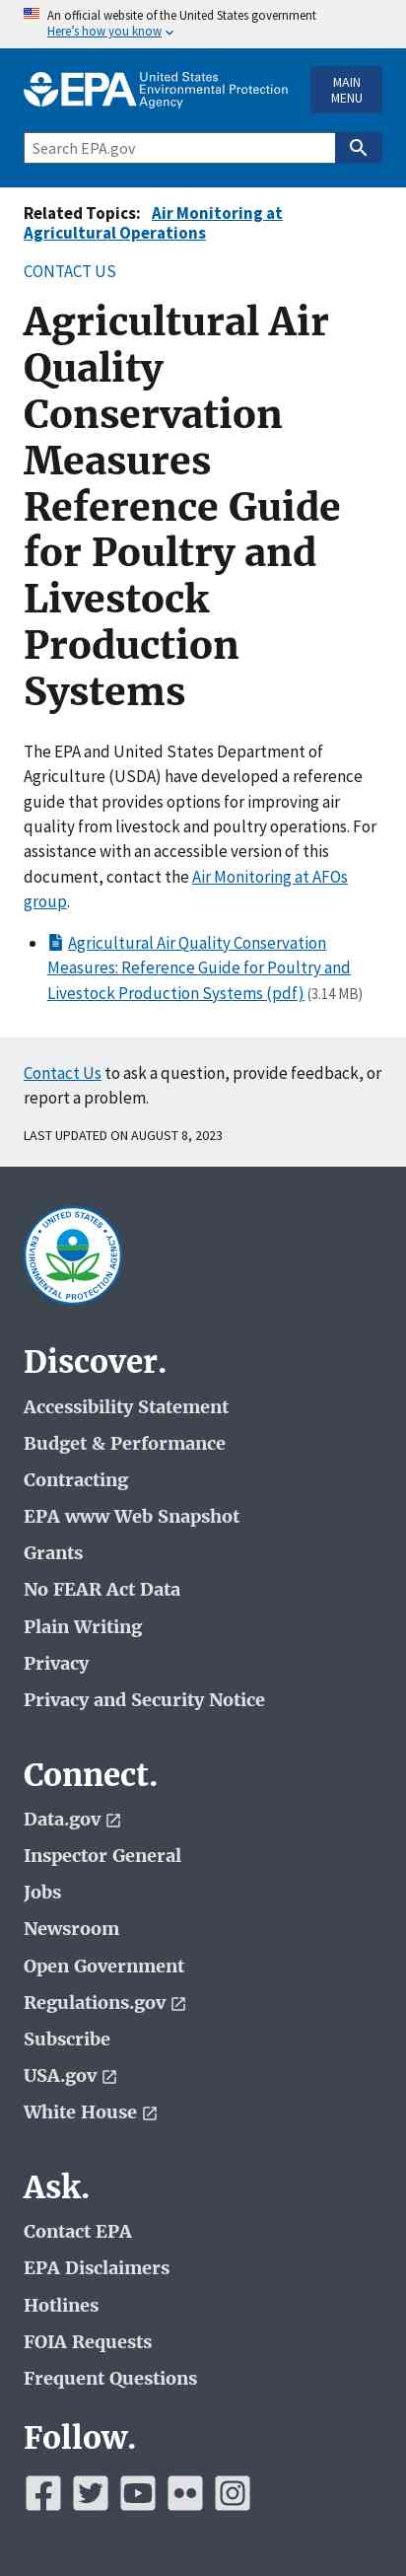 An official website of the United States government
Here's how you know
EPA United States
Environmental Protection
Agency
MAIN
MENU
Search EPA.gov
Related Topics: Air Monitoring at
Agricultural Operations
CONTACT US
Agricultural Air
Quality
Conservation
Measures
Reference Guide
for Poultry and
Livestock
Production
Systems
The EPA and United States Department of
Agriculture (USDA) have developed a reference
guide that provides options for improving air
quality from livestock and poultry operations. For
assistance with an accessible version of this
document, contact the Air Monitoring at AFOs
group.
Agricultural Air Quality Conservation
Measures: Reference Guide for Poultry and
Livestock Production Systems (pdf) (3.14 MB)
Contact Us to ask a question, provide feedback, or
report a problem.
LAST UPDATED ON AUGUST 8, 2023
UNITED STATES
ENVIRONMENTAL PROTECTION AGENCY
Discover.
Accessibility Statement
Budget & Performance
Contracting
EPA www Web Snapshot
Grants
No FEAR Act Data
Plain Writing
Privacy
Privacy and Security Notice
Connect.
Data.gov
Inspector General
Jobs
Newsroom
Open Government
Regulations.gov
Subscribe
USA.gov
White House
Ask.
Contact EPA
EPA Disclaimers
Hotlines
FOIA Requests
Frequent Questions
Follow.